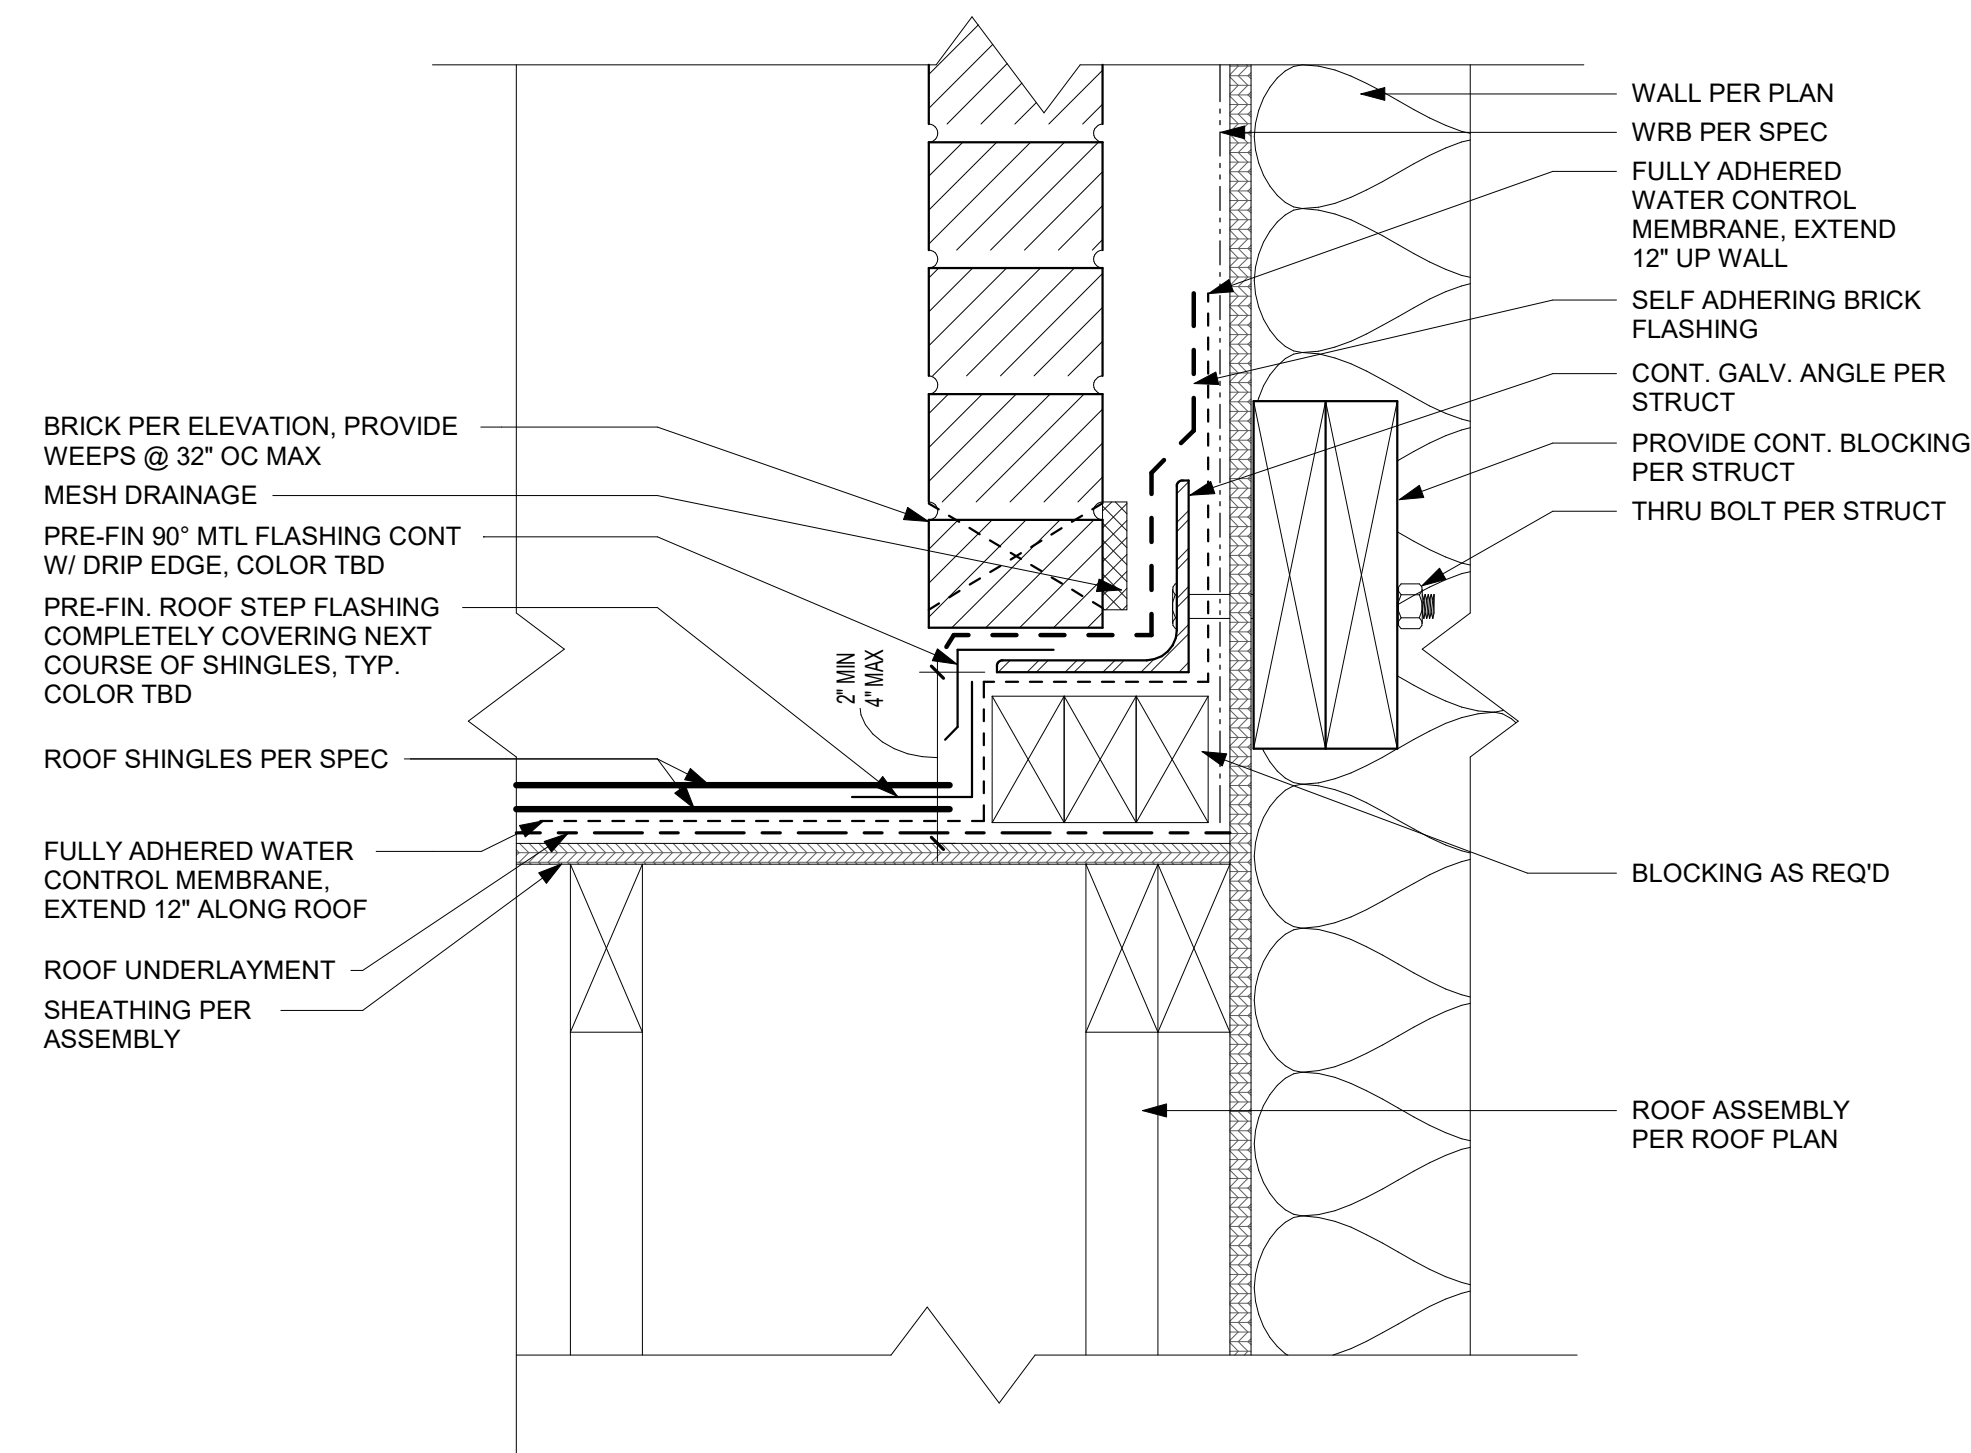 BRICK PER ELEVATION, PROVIDE
WEEPS @ 32" OC MAX
MESH DRAINAGE
PRE-FIN 90° MTL FLASHING CONT
W/ DRIP EDGE, COLOR TBD
PRE-FIN. ROOF STEP FLASHING
COMPLETELY COVERING NEXT
COURSE OF SHINGLES, TYP.
COLOR TBD
ROOF SHINGLES PER SPEC
FULLY ADHERED WATER
CONTROL MEMBRANE,
EXTEND 12" ALONG ROOF
ROOF UNDERLAYMENT
SHEATHING PER
ASSEMBLY
2" MIN
4" MAX
WALL PER PLAN
WRB PER SPEC
FULLY ADHERED
WATER CONTROL
MEMBRANE, EXTEND
12" UP WALL
SELF ADHERING BRICK
FLASHING
CONT. GALV. ANGLE PER
STRUCT
PROVIDE CONT. BLOCKING
PER STRUCT
THRU BOLT PER STRUCT
BLOCKING AS REQ'D
ROOF ASSEMBLY
PER ROOF PLAN